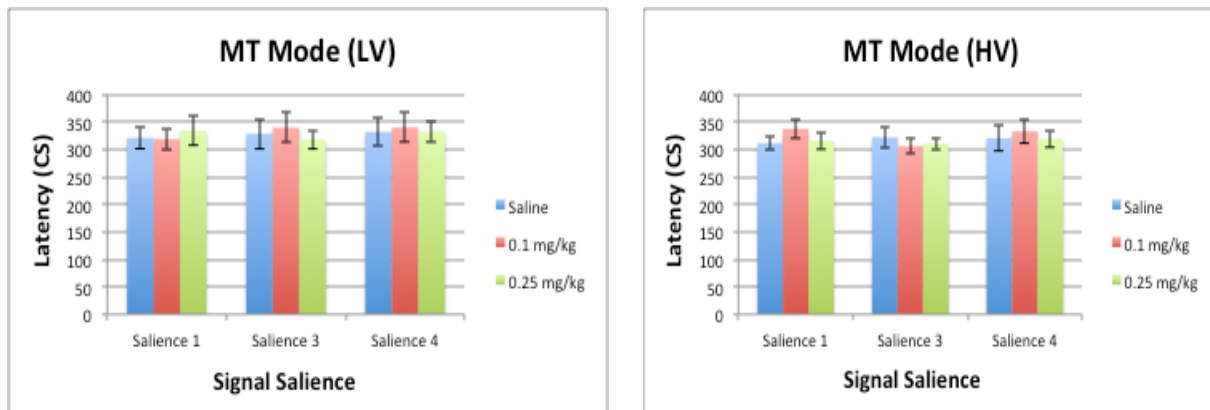 MT Mode (LV)
400
350
300
250
200
150
100
50
0
Latency (CS)
Salience 1 Salience 3 Salience 4
Signal Salience
Saline
0.1 mg/kg
0.25 mg/kg
MT Mode (HV)
400
350
300
250
200
150
100
50
0
Latency (CS)
Salience 1 Salience 3 Salience 4
Signal Salience
Saline
0.1 mg/kg
0.25 mg/kg